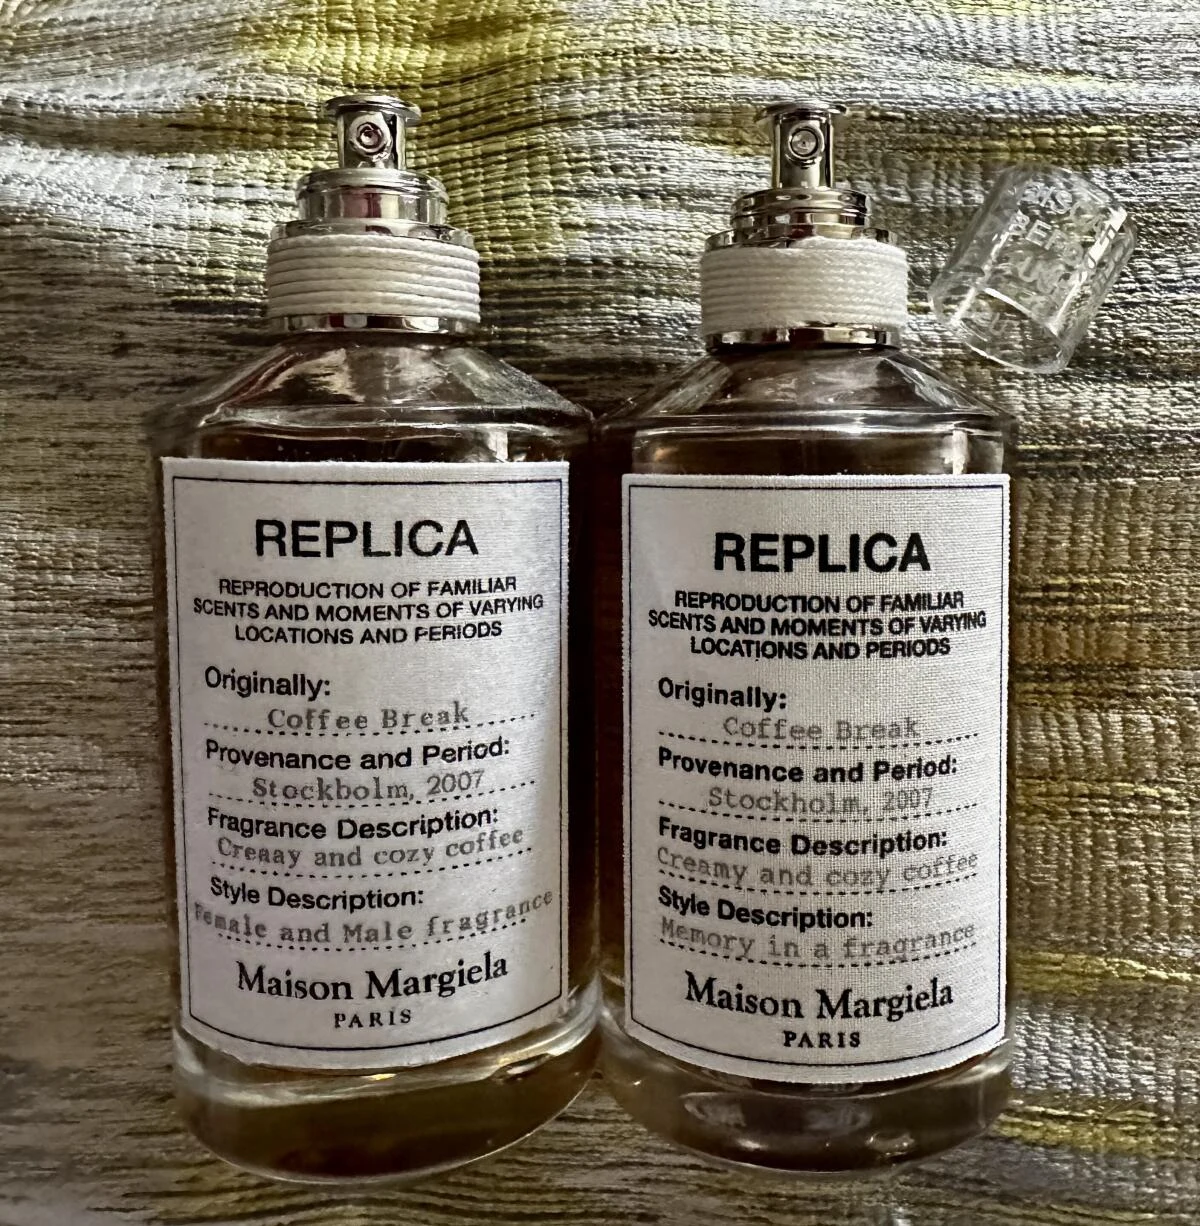 REPLICA
REPRODUCTION OF FAMILIAR
SCENTS AND MOMENTS OF VARYING
LOCATIONS AND PERIODS
Originally:
Coffee Break
Provenance and Period:
Stockbolm, 2007
Fragrance Description:
Creaay and cozy coffee
Style Description:
Female and Male fragrance
Maison Margiela
PARIS
REPLICA
REPRODUCTION OF FAMILIAR
SCENTS AND MOMENTS OF VARYING
LOCATIONS AND PERIODS
Originally:
Coffee Break
Provenance and Period:
Stockholm, 2007
Fragrance Description:
Creamy and cozy coffee
Style Description:
Memory in a fragrance
Maison Margiela
PARIS